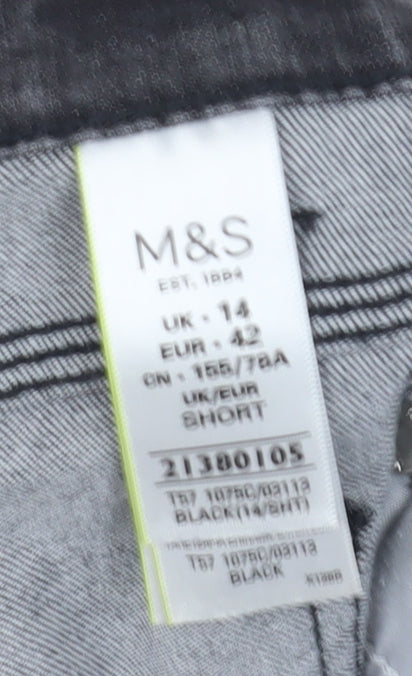 M&S
EST. 1884
UK - 14
EUR - 42
CN - 155/78A
UK/EUR
SHORT
21380105
T57 1075C/03113
BLACK(14/SHT)
T57 1075C/03113
BLACK